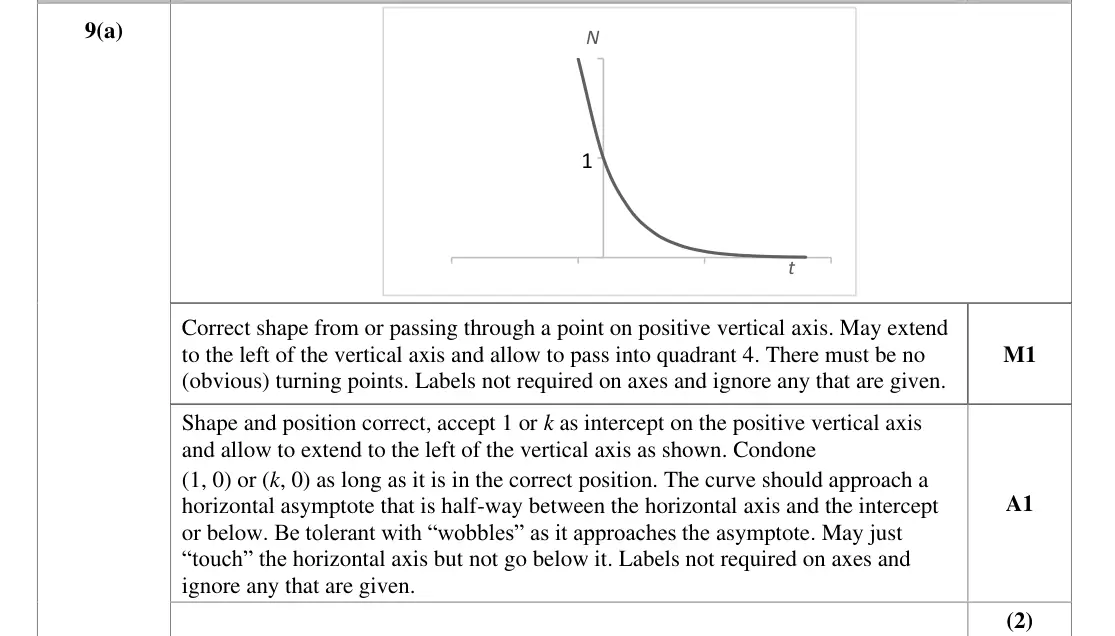 9(a)
N
1
t
Correct shape from or passing through a point on positive vertical axis. May extend
to the left of the vertical axis and allow to pass into quadrant 4. There must be no
(obvious) turning points. Labels not required on axes and ignore any that are given.
M1
Shape and position correct, accept 1 or k as intercept on the positive vertical axis
and allow to extend to the left of the vertical axis as shown. Condone
(1, 0) or (k, 0) as long as it is in the correct position. The curve should approach a
horizontal asymptote that is half-way between the horizontal axis and the intercept
or below. Be tolerant with “wobbles” as it approaches the asymptote. May just
“touch” the horizontal axis but not go below it. Labels not required on axes and
ignore any that are given.
A1
(2)